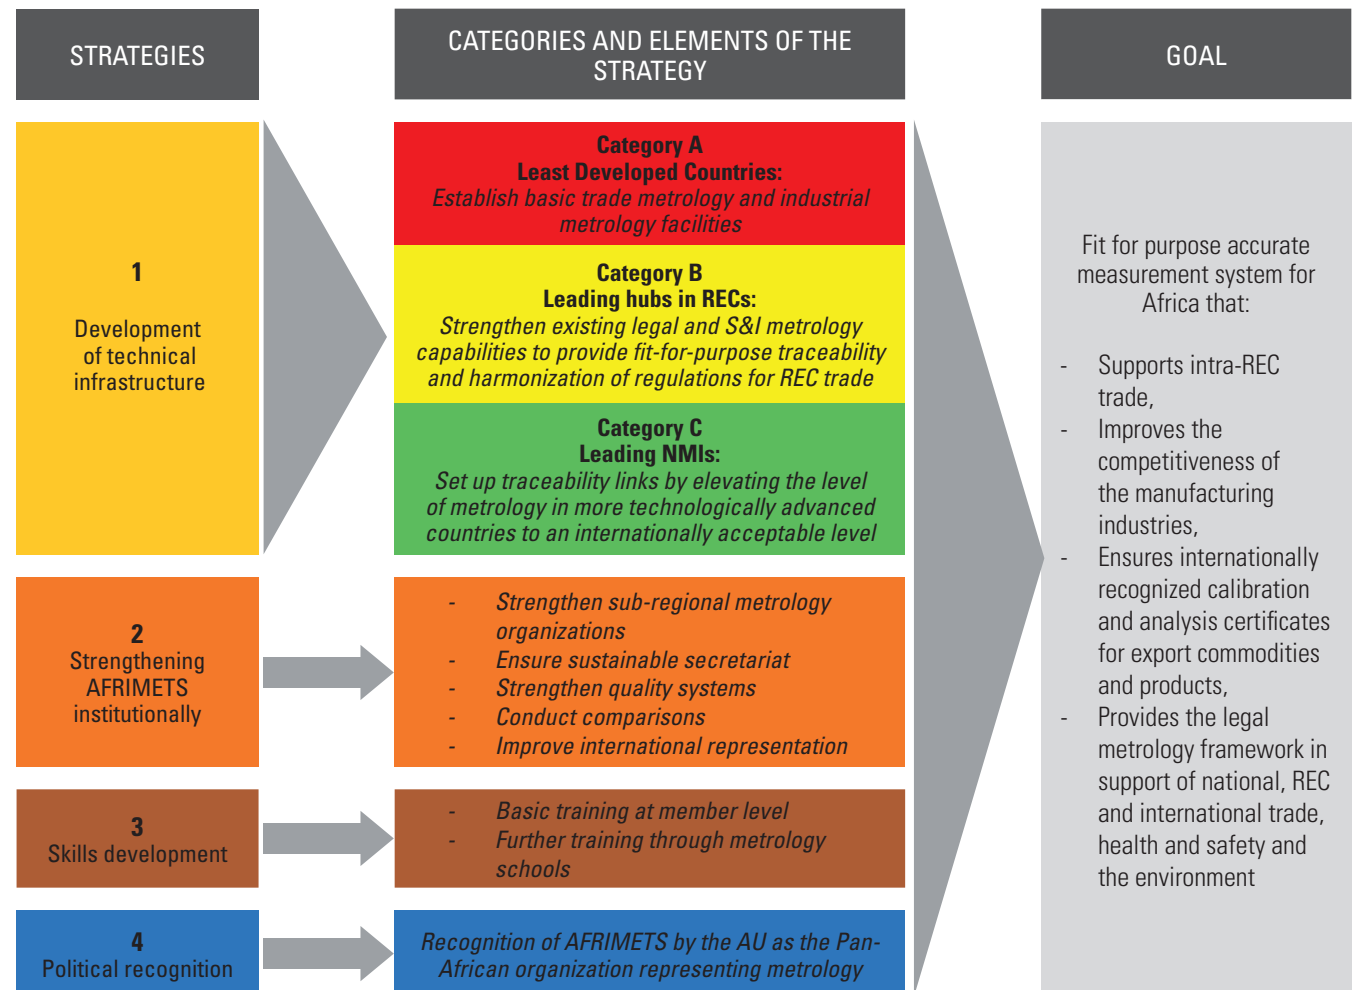 STRATEGIES
CATEGORIES AND ELEMENTS OF THE
STRATEGY
GOAL
1
Development
of technical
infrastructure
Category A
Least Developed Countries:
Establish basic trade metrology and industrial
metrology facilities
Category B
Leading hubs in RECs:
Strengthen existing legal and S&I metrology
capabilities to provide fit-for-purpose traceability
and harmonization of regulations for REC trade
Category C
Leading NMIs:
Set up traceability links by elevating the level
of metrology in more technologically advanced
countries to an internationally acceptable level
2
Strengthening
AFRIMETS
institutionally
- Strengthen sub-regional metrology
organizations
- Ensure sustainable secretariat
- Strengthen quality systems
- Conduct comparisons
- Improve international representation
3
Skills development
- Basic training at member level
- Further training through metrology
schools
4
Political recognition
Recognition of AFRIMETS by the AU as the Pan-
African organization representing metrology
Fit for purpose accurate
measurement system for
Africa that:
- Supports intra-REC
trade,
- Improves the
competitiveness of
the manufacturing
industries,
- Ensures internationally
recognized calibration
and analysis certificates
for export commodities
and products,
- Provides the legal
metrology framework in
support of national, REC
and international trade,
health and safety and
the environment